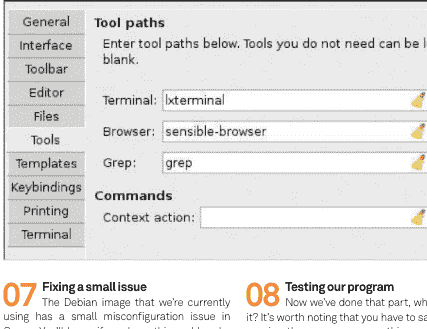 General
Interface
Toolbar
Editor
Files
Tools
Templates
Keybindings
Printing
Terminal
Tool paths
Enter tool paths below. Tools you do not need can be l
blank.
Terminal: lxterminal
Browser: sensible-browser
Grep: grep
Commands
Context action:
07 Fixing a small issue
The Debian image that we're currently
using has a small misconfiguration issue in
08 Testing our program
Now we've done that part, wh
it? It's worth noting that you have to sa